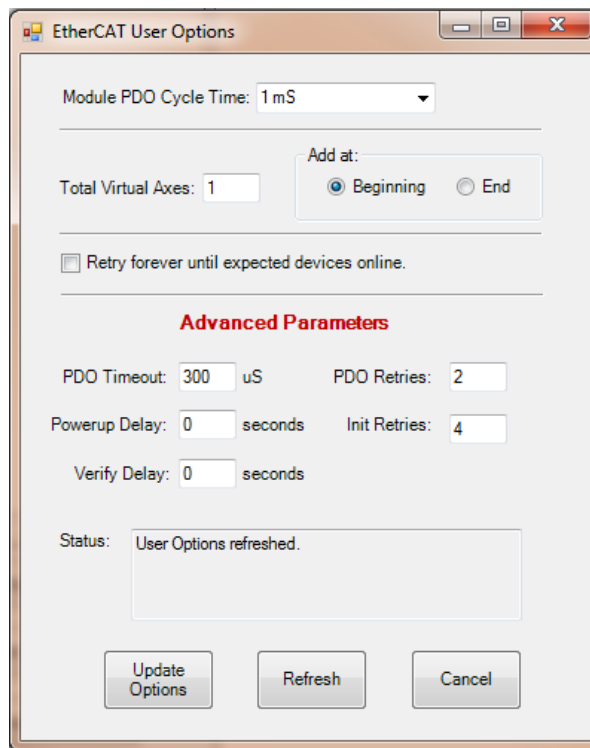 EtherCAT User Options
Module PDO Cycle Time: 1 mS
Add at:
Total Virtual Axes: 1 Beginning End
Retry forever until expected devices online.
Advanced Parameters
PDO Timeout: 300 uS PDO Retries: 2
Powerup Delay: 0 seconds Init Retries: 4
Verify Delay: 0 seconds
Status: User Options refreshed.
Update
Options Refresh Cancel